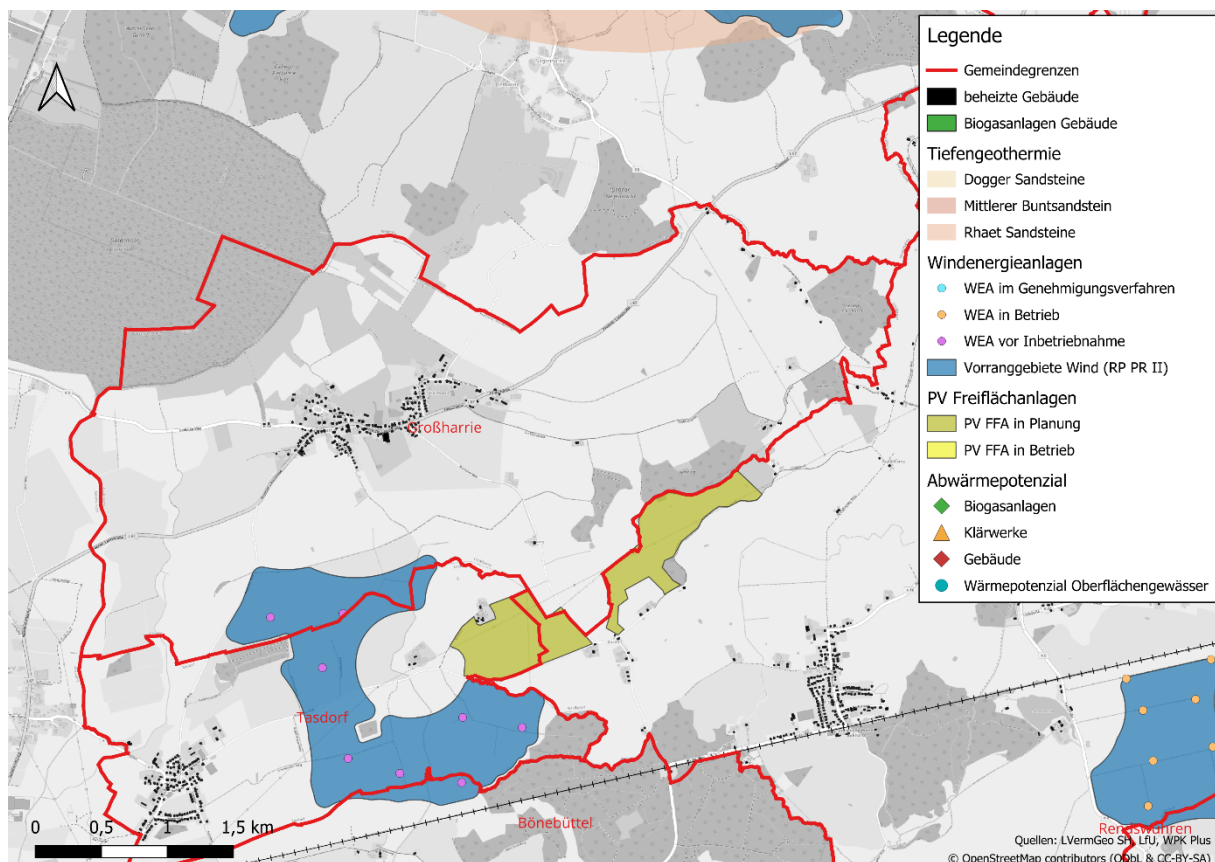 Legende
Gemeindegrenzen
beheizte Gebäude
Biogasanlagen Gebäude
Tiefengeothermie
Dogger Sandsteine
Mittlerer Buntsandstein
Rhaet Sandsteine
Windenergieanlagen
WEA im Genehmigungsverfahren
WEA in Betrieb
WEA vor Inbetriebnahme
Vorranggebiete Wind (RP PR II)
PV Freiflächanlagen
PV FFA in Planung
PV FFA in Betrieb
Abwärmepotenzial
Biogasanlagen
Klärwerke
Gebäude
Wärmepotenzial Oberflächengewässer
Großharrie
Tasdorf
Bönebüttel
Rendswühren
0 0,5 1 1,5 km
Quellen: LVermGeo SH, LfU, WPK Plus
© OpenStreetMap contributors (ODbL & CC-BY-SA)